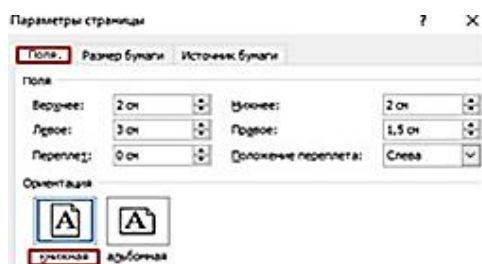 Параметры страницы ? ×
Поля. Размер бумаги Источник бумаги
Поля
Верхнее: 2 см Нижнее: 2 см
Левое: 3 см Правое: 1,5 см
Переплет: 0 см Положение переплета: Слева
Ориентация
A A
книжная альбомная